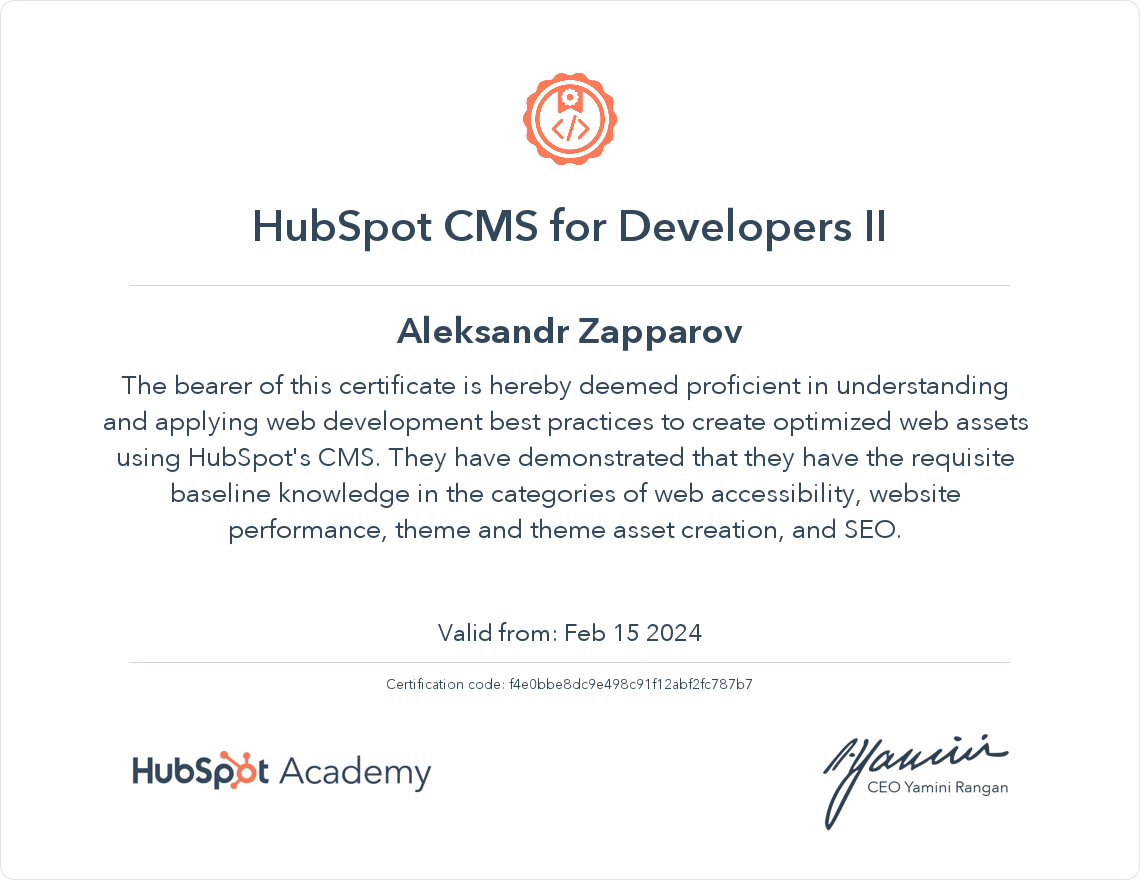 HubSpot CMS for Developers II
Aleksandr Zapparov
The bearer of this certificate is hereby deemed proficient in understanding
and applying web development best practices to create optimized web assets
using HubSpot's CMS. They have demonstrated that they have the requisite
baseline knowledge in the categories of web accessibility, website
performance, theme and theme asset creation, and SEO.
Valid from: Feb 15 2024
Certification code: f4e0bbe8dc9e498c91f12abf2fc787b7
HubSpot Academy
CEO Yamini Rangan